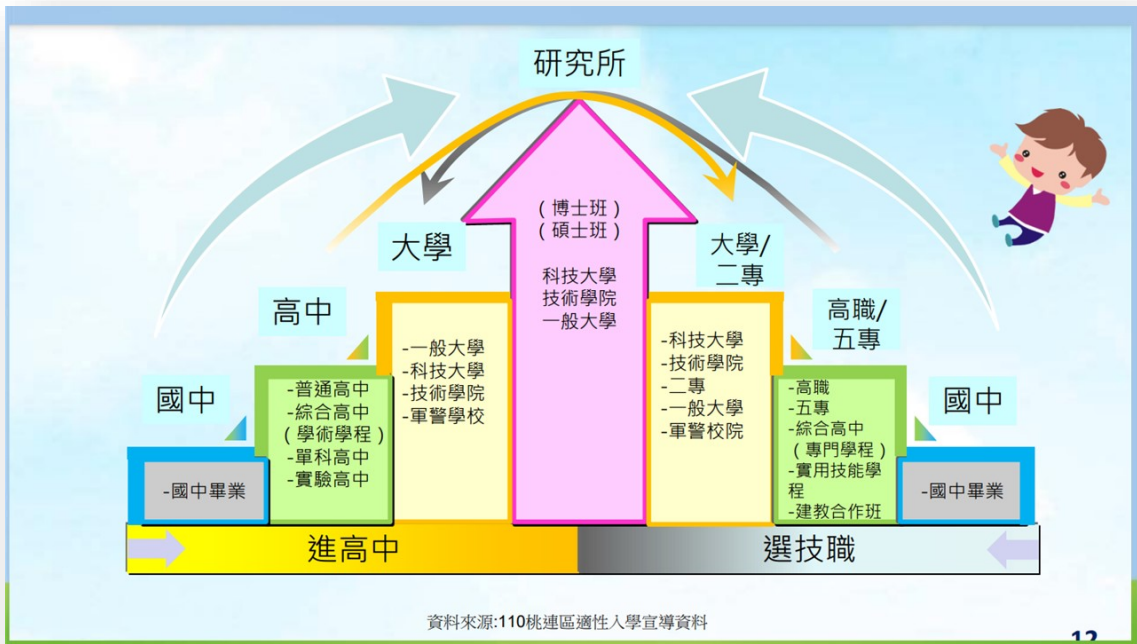 研究所
(博士班)
(碩士班)
科技大學
技術學院
一般大學
大學
-一般大學
-科技大學
-技術學院
-軍警學校
高中
-普通高中
-綜合高中
(學術學程)
-單科高中
-實驗高中
國中
-國中畢業
大學/
二專
-科技大學
-技術學院
-二專
-一般大學
-軍警校院
高職/
五專
-高職
-五專
-綜合高中
(專門學程)
-實用技能學
程
-建教合作班
國中
-國中畢業
進高中
選技職
資料來源:110桃連區適性入學宣導資料
12